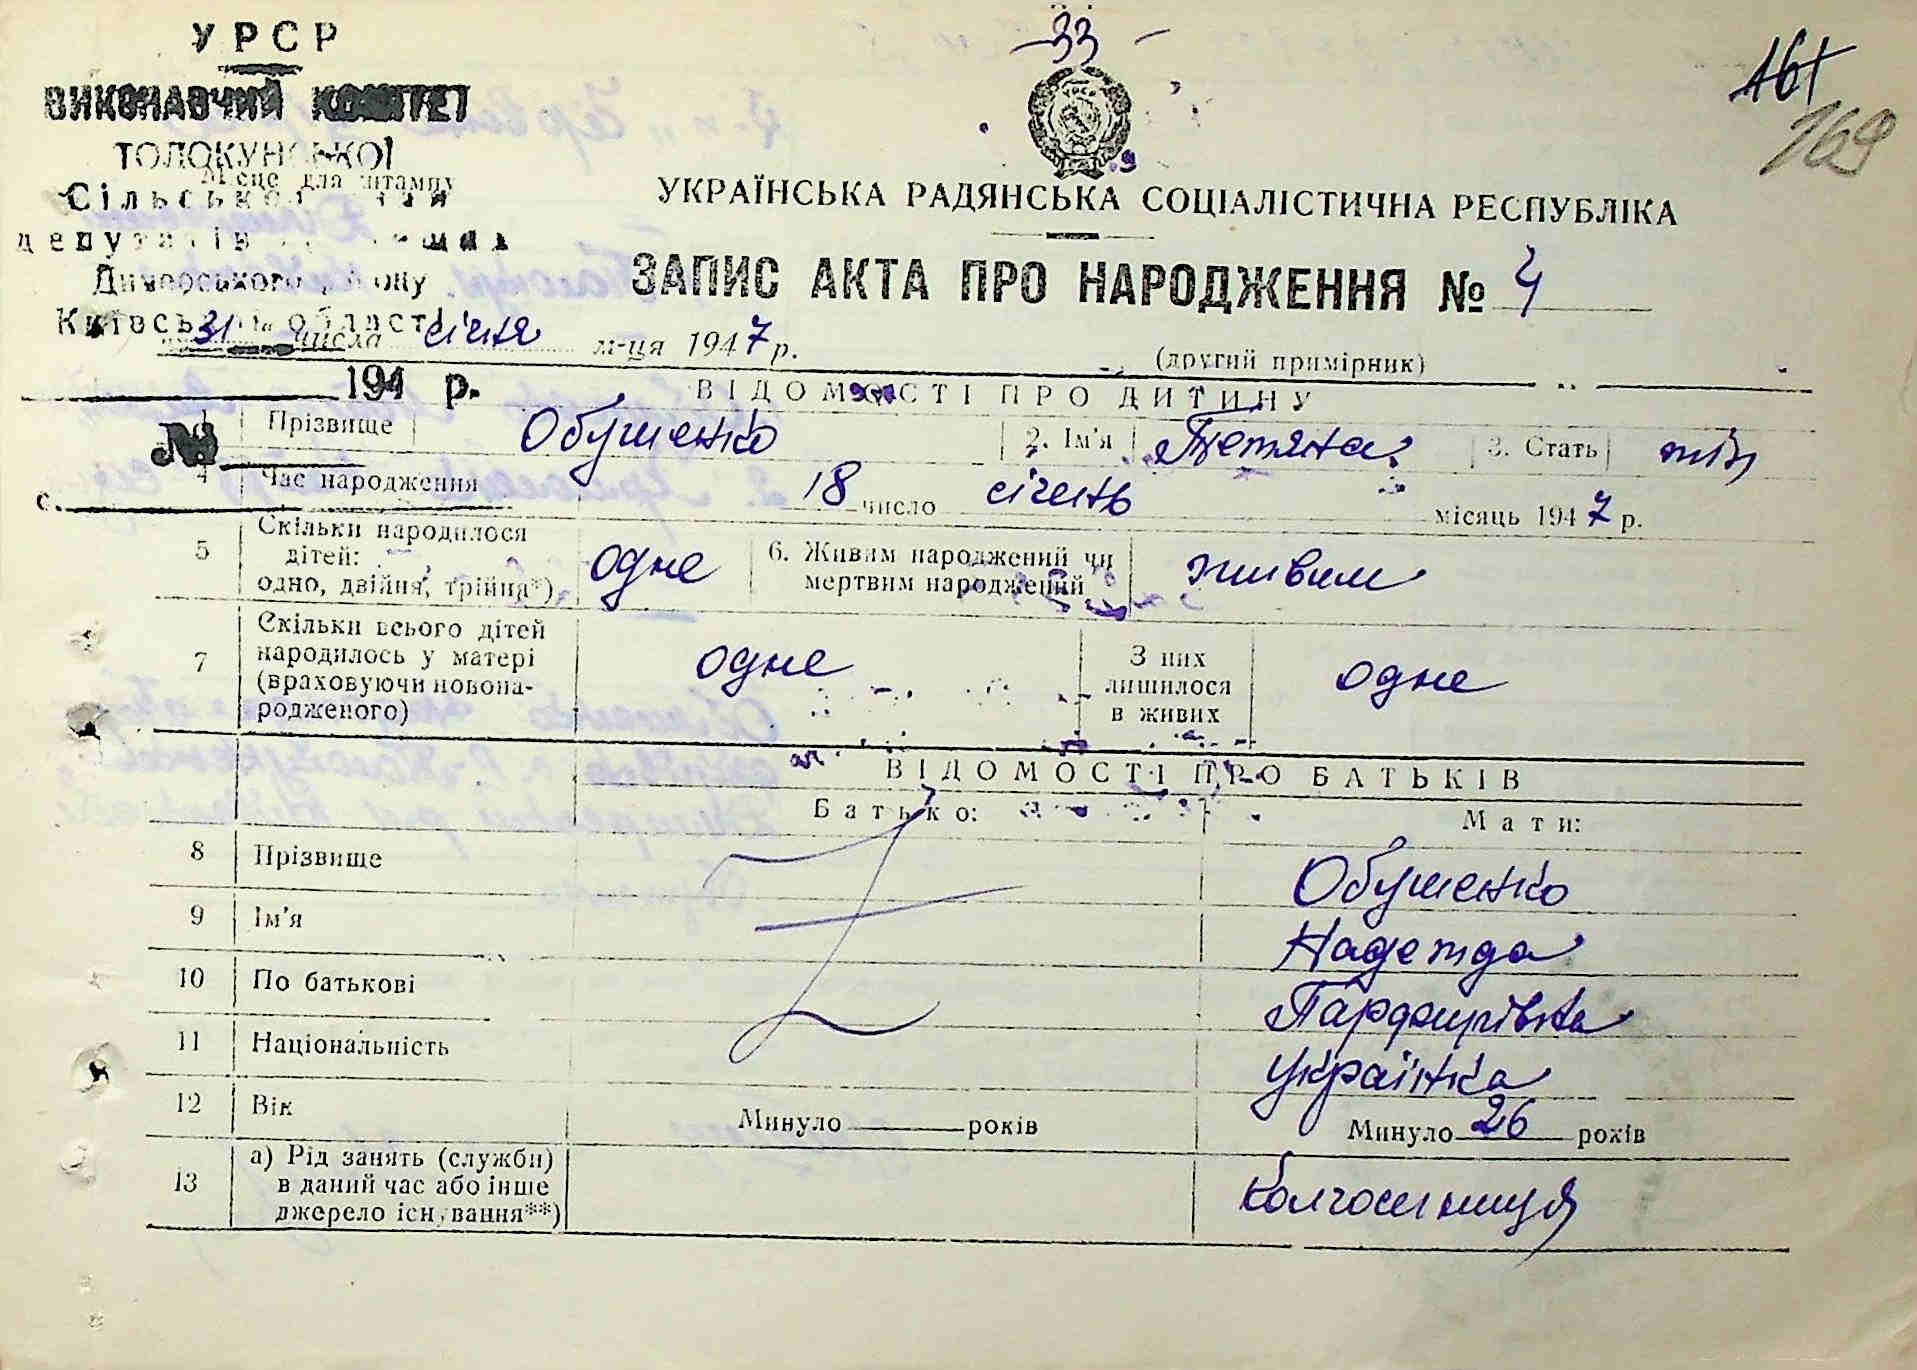 -33-
161
169
УРСР
ВИКОНАВЧИЙ КОМІТЕТ
ТОЛОКУНСЬКОЇ
Місце для штампу
Сільської
депутатів
Димерського району
Київської області
УКРАЇНСЬКА РАДЯНСЬКА СОЦІАЛІСТИЧНА РЕСПУБЛІКА
ЗАПИС АКТА ПРО НАРОДЖЕННЯ № 4
31 числа січня м-ця 1947 р.
(другий примірник)
194 р.
ВІДОМОСТІ ПРО ДИТИНУ
№
1 Прізвище Обушенко 2. Ім'я Тетяна 3. Стать жін
4 Час народження 18 число січень місяць 1947 р.
с.
5 Скільки народилося
дітей:
одно, двійня, трійня*) одне
6. Живим народжений чи
мертвим народжений живим
7 Скільки всього дітей
народилось у матері
(враховуючи новона-
родженого) одне
З них
лишилося
в живих одне
ВІДОМОСТІ ПРО БАТЬКІВ
Батько: Мати:
8 Прізвище Обушенко
9 Ім'я Надежда
10 По батькові
11 Національність Українка
12 Вік Минуло років Минуло 26 років
13 а) Рід занять (служби)
в даний час або інше
джерело існування**) Колгоспниця